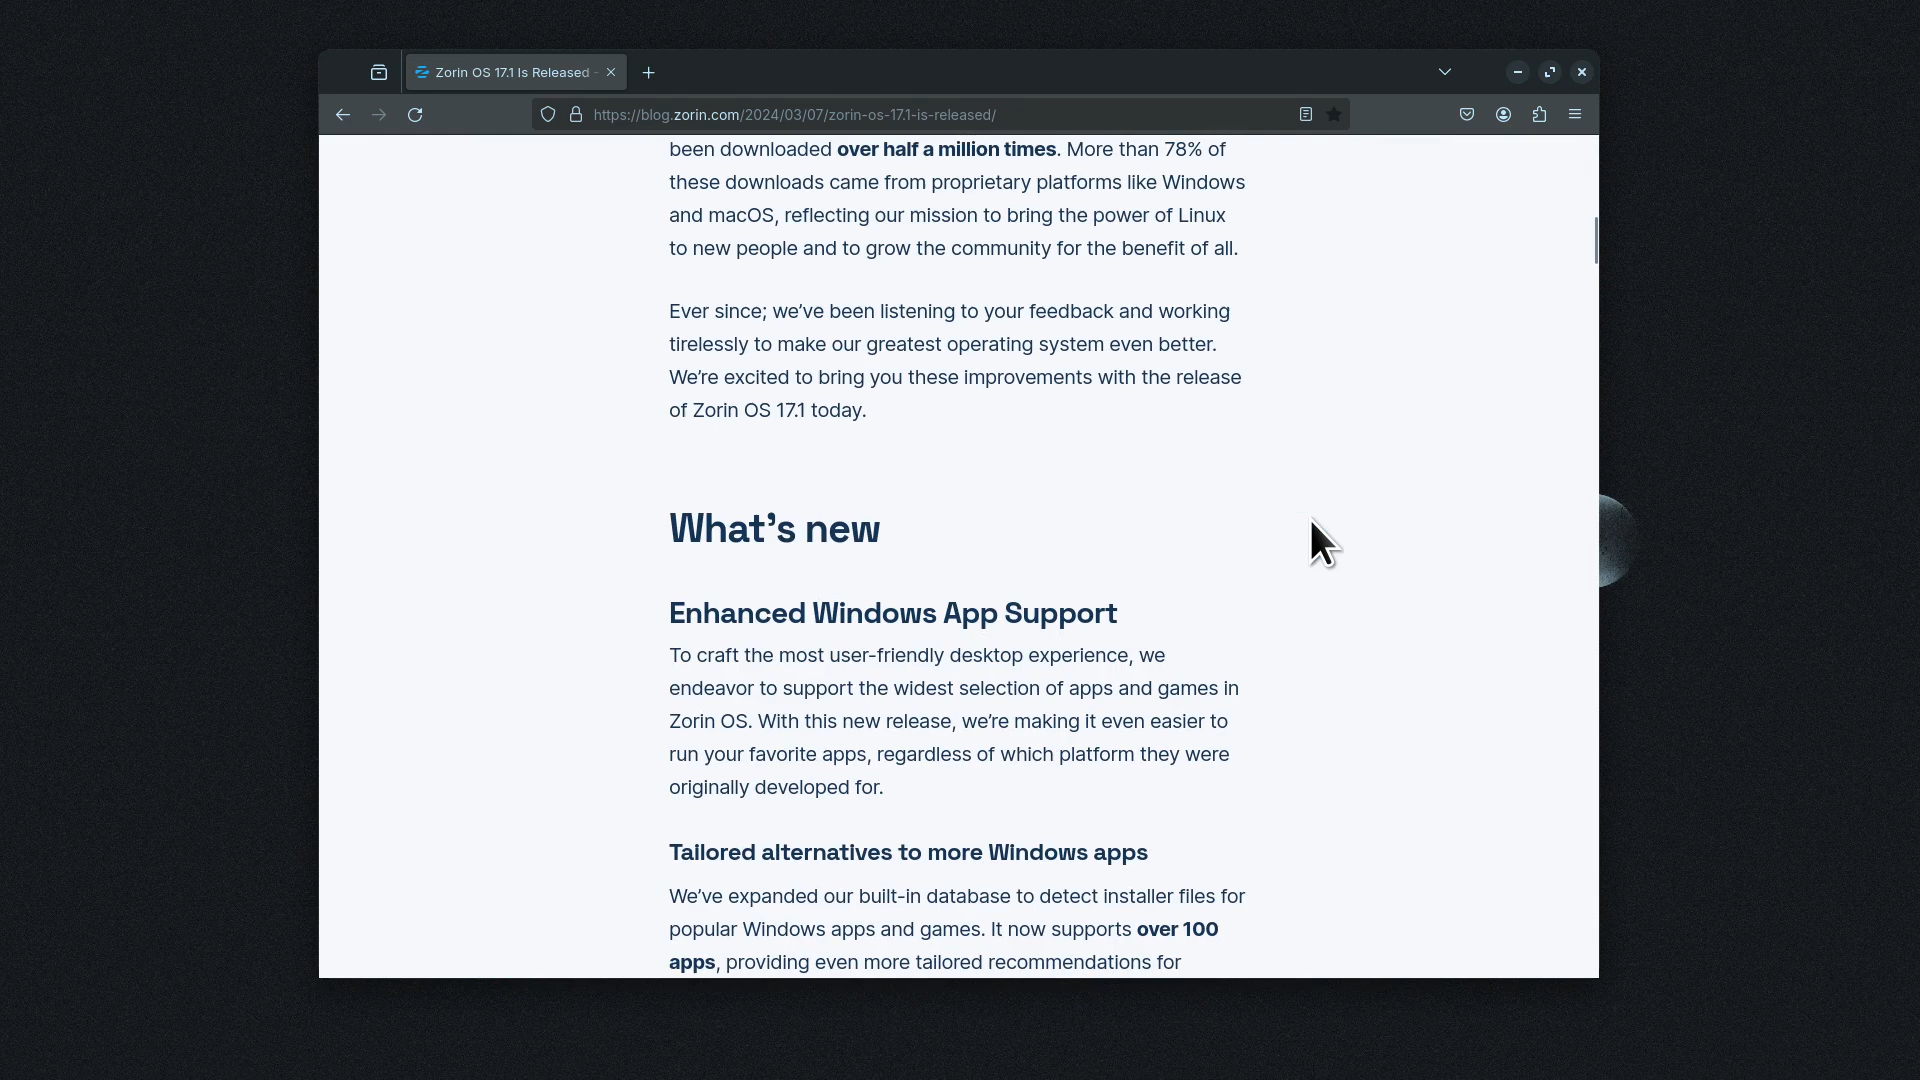 Zorin OS 17.1 Is Released -
https://blog.zorin.com/2024/03/07/zorin-os-17.1-is-released/
been downloaded over half a million times. More than 78% of
these downloads came from proprietary platforms like Windows
and macOS, reflecting our mission to bring the power of Linux
to new people and to grow the community for the benefit of all.
Ever since; we’ve been listening to your feedback and working
tirelessly to make our greatest operating system even better.
We’re excited to bring you these improvements with the release
of Zorin OS 17.1 today.
What’s new
Enhanced Windows App Support
To craft the most user-friendly desktop experience, we
endeavor to support the widest selection of apps and games in
Zorin OS. With this new release, we’re making it even easier to
run your favorite apps, regardless of which platform they were
originally developed for.
Tailored alternatives to more Windows apps
We’ve expanded our built-in database to detect installer files for
popular Windows apps and games. It now supports over 100
apps, providing even more tailored recommendations for